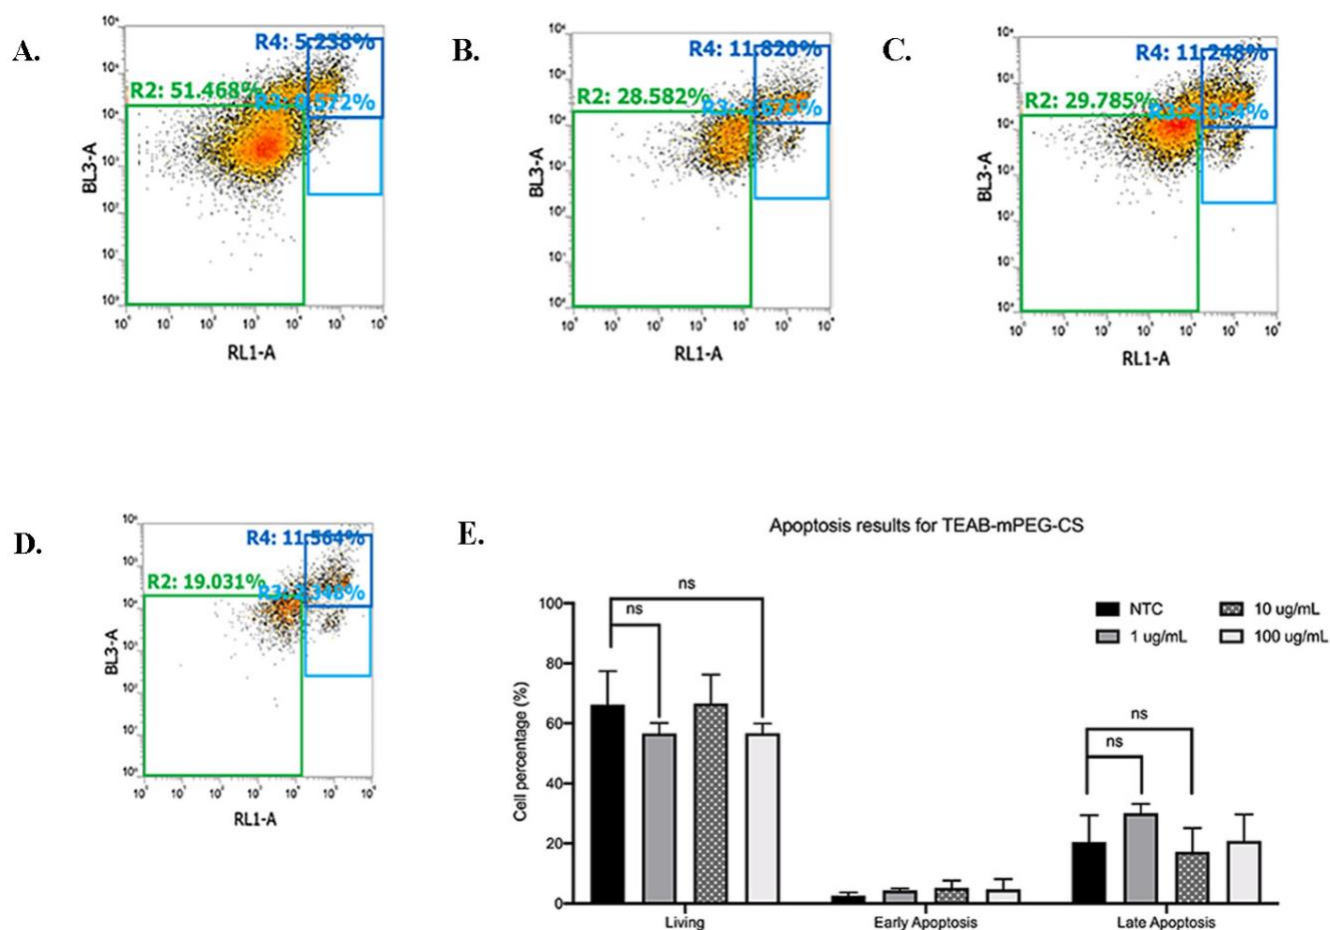 A.
R4: 5.238%
R2: 51.468%
BL3-A
RL1-A
B.
R4: 11.820%
R2: 28.582%
BL3-A
RL1-A
C.
R4: 11.248%
R2: 29.785%
BL3-A
RL1-A
D.
R4: 11.564%
R2: 19.031%
BL3-A
RL1-A
E.
Apoptosis results for TEAB-mPEG-CS
Cell percentage (%)
100
80
60
40
20
0
ns
ns
ns
ns
NTC
10 ug/mL
1 ug/mL
100 ug/mL
Living
Early Apoptosis
Late Apoptosis